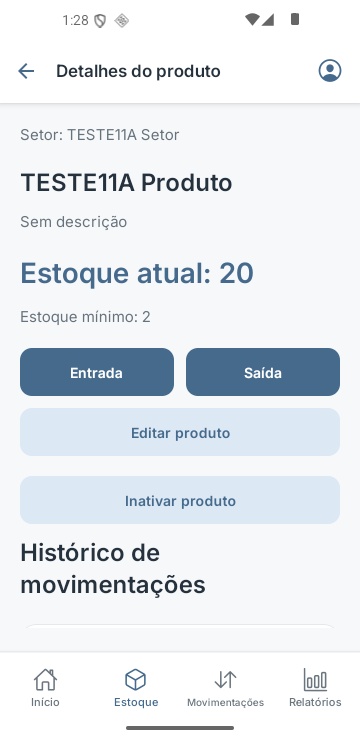 1:28
Detalhes do produto
Setor: TESTE11A Setor
TESTE11A Produto
Sem descrição
Estoque atual: 20
Estoque mínimo: 2
Entrada
Saída
Editar produto
Inativar produto
Histórico de
movimentações
Início
Estoque
Movimentações
Relatórios